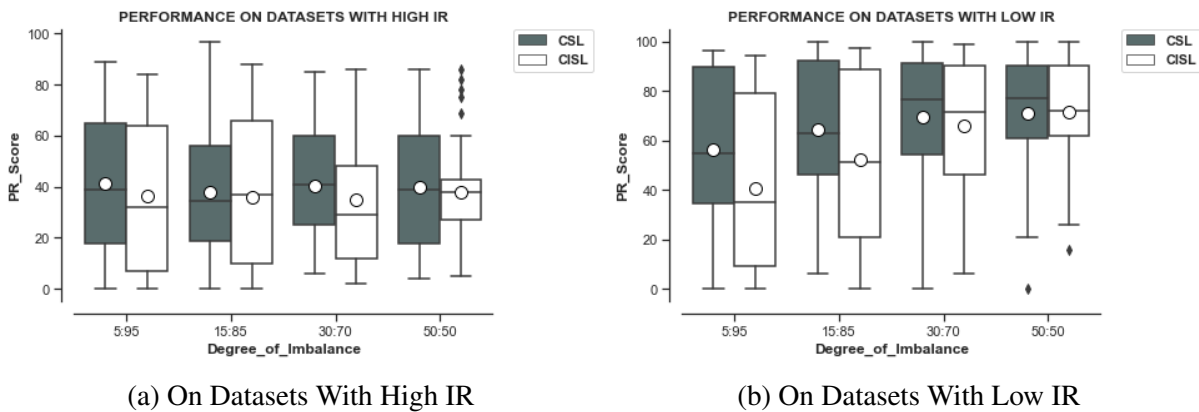 PERFORMANCE ON DATASETS WITH HIGH IR
100
80
60
40
20
0
PR_Score
5:95
15:85
30:70
50:50
Degree_of_Imbalance
CSL
CISL
(a) On Datasets With High IR
PERFORMANCE ON DATASETS WITH LOW IR
100
80
60
40
20
0
PR_Score
5:95
15:85
30:70
50:50
Degree_of_Imbalance
CSL
CISL
(b) On Datasets With Low IR